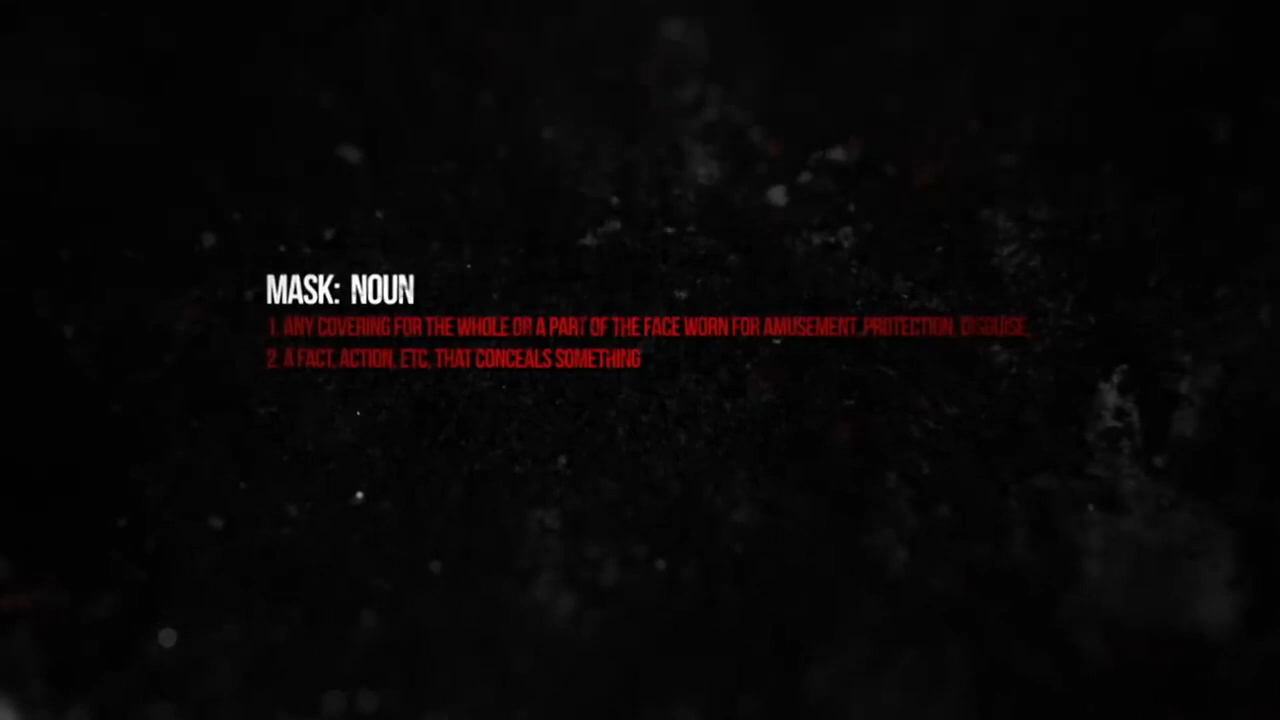 MASK: NOUN
1. ANY COVERING FOR THE WHOLE OR A PART OF THE FACE WORN FOR AMUSEMENT, PROTECTION, DISGUISE,
2. A FACT, ACTION, ETC, THAT CONCEALS SOMETHING